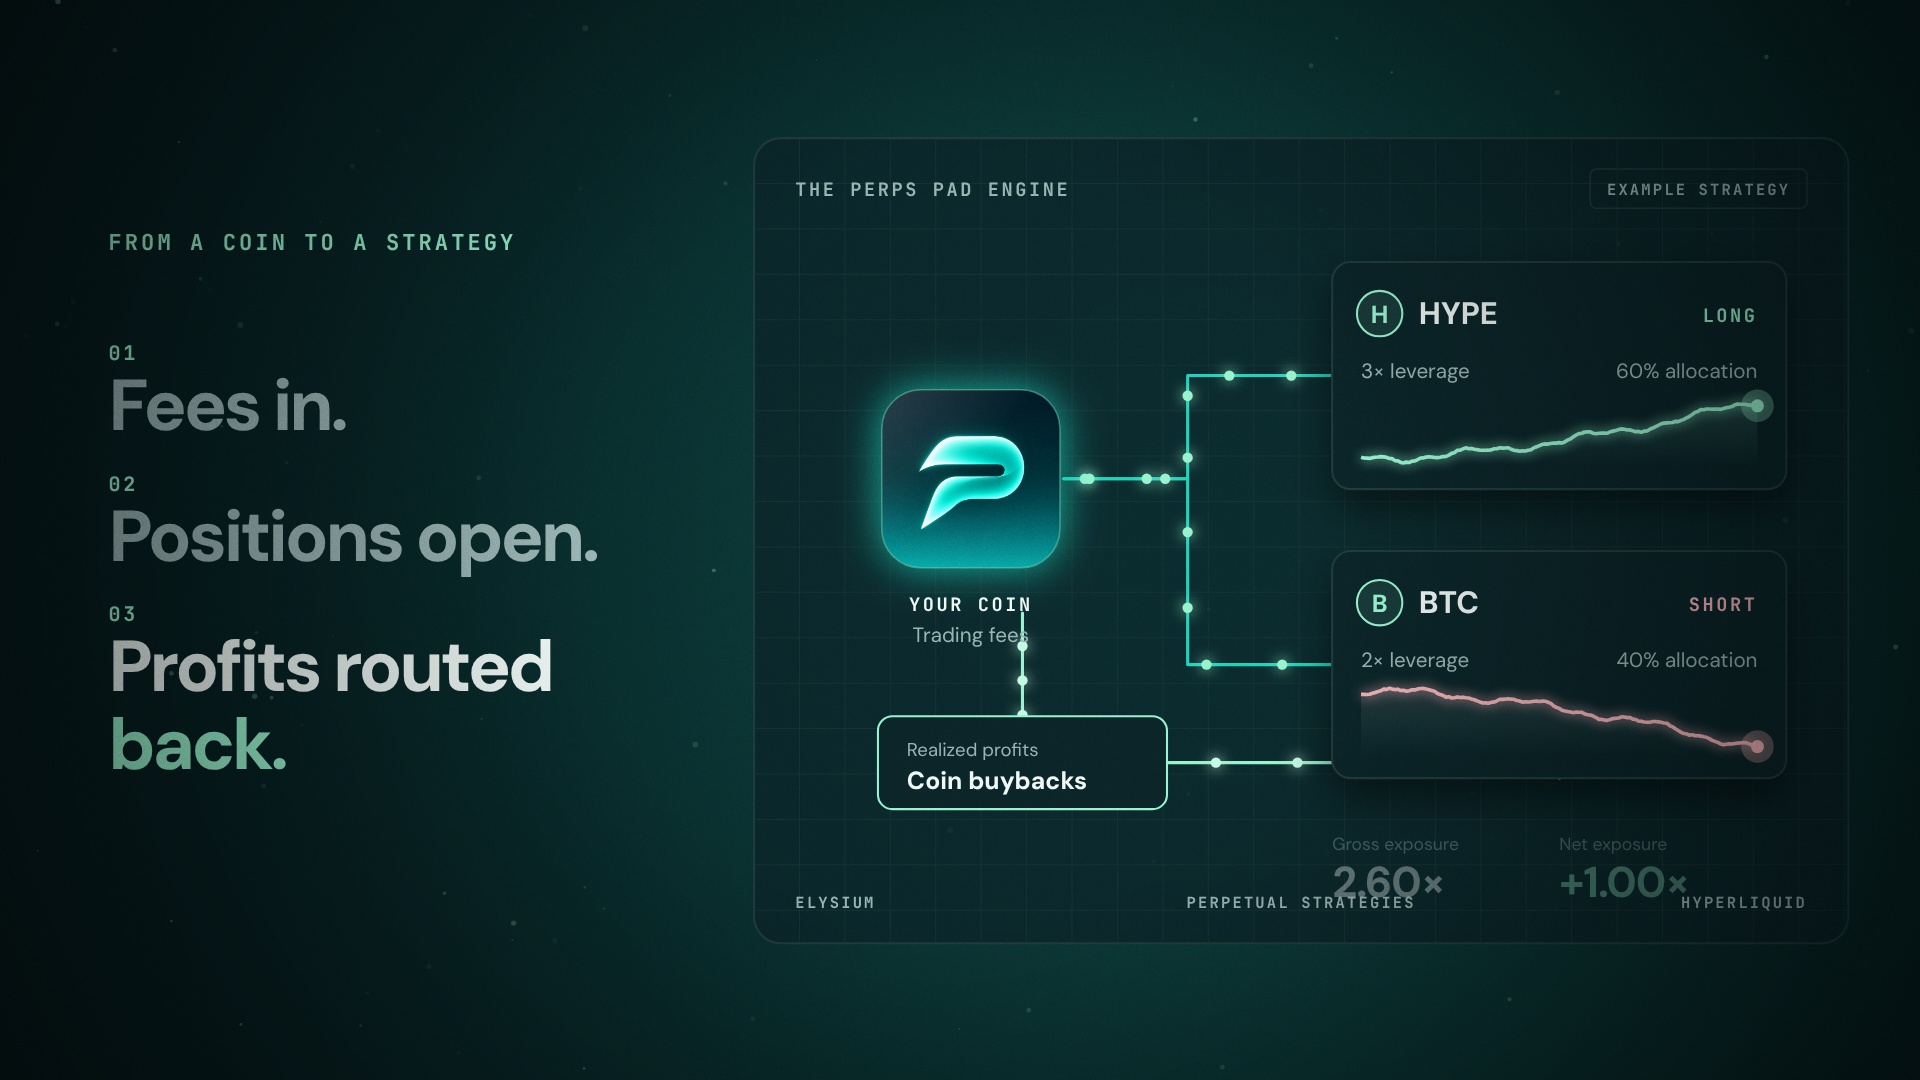 FROM A COIN TO A STRATEGY
01
Fees in.
02
Positions open.
03
Profits routed
back.
THE PERPS PAD ENGINE
EXAMPLE STRATEGY
YOUR COIN
Trading fees
H HYPE
LONG
3× leverage
60% allocation
B BTC
SHORT
2× leverage
40% allocation
Realized profits
Coin buybacks
Gross exposure
2.60×
Net exposure
+1.00×
ELYSIUM
PERPETUAL STRATEGIES
HYPERLIQUID